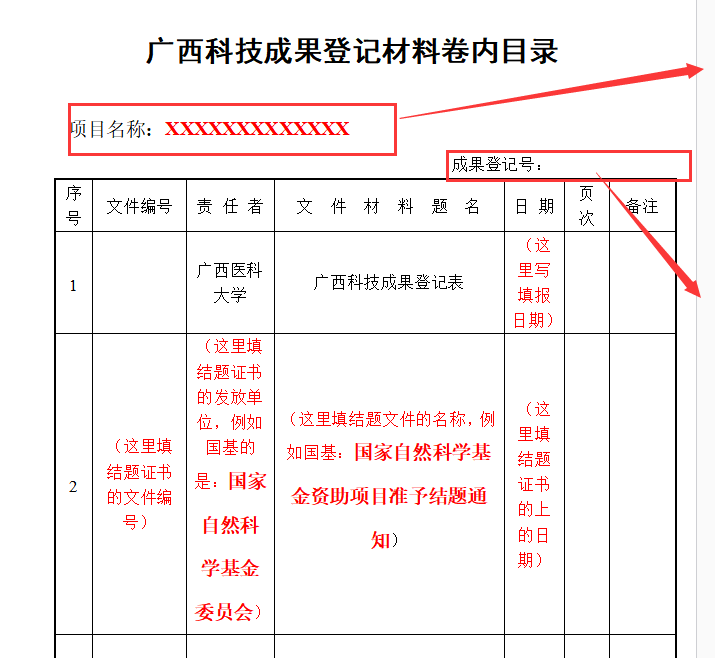 广西科技成果登记材料卷内目录
项目名称：XXXXXXXXXXXXX
成果登记号：
序号 文件编号 责 任 者 文 件 材 料 题 名 日 期 页次 备注
1
广西医科
大学
广西科技成果登记表
（这
里写
填报
日期）
2
（这里填
结题证书
的文件编
号）
（这里填
结题证书
的发放单
位，例如
国基的
是：国家
自然科
学基金
委员会）
（这里填结题文件的名称，例
如国基：国家自然科学基
金资助项目准予结题通
知）
（这
里填
结题
证书
的上
的日
期）